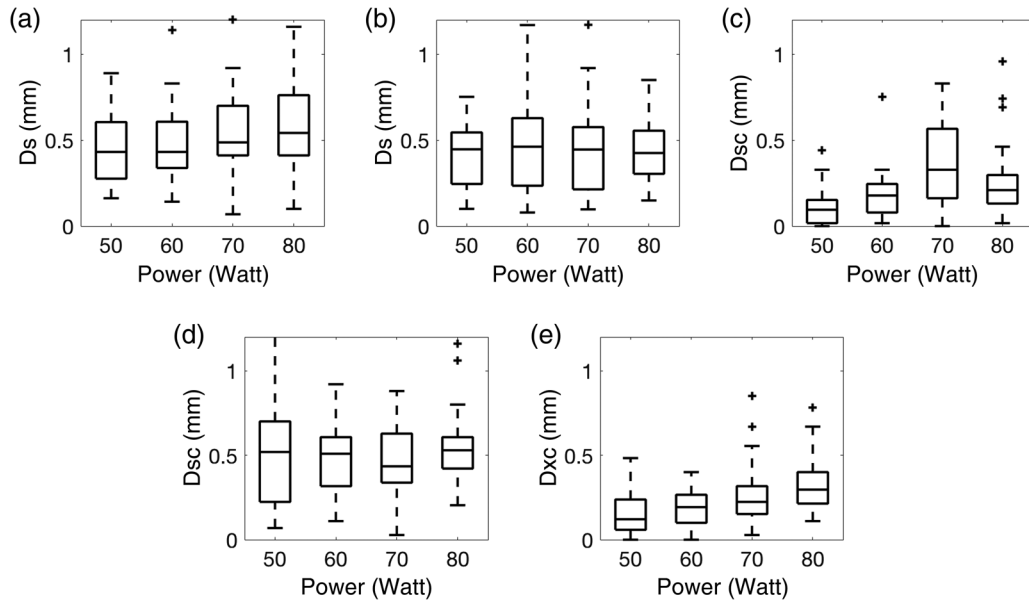 (a)
Ds (mm)
1
0.5
0
50 60 70 80
Power (Watt)
(b)
Ds (mm)
1
0.5
0
50 60 70 80
Power (Watt)
(c)
Dsc (mm)
1
0.5
0
50 60 70 80
Power (Watt)
(d)
Dsc (mm)
1
0.5
0
50 60 70 80
Power (Watt)
(e)
Dxc (mm)
1
0.5
0
50 60 70 80
Power (Watt)